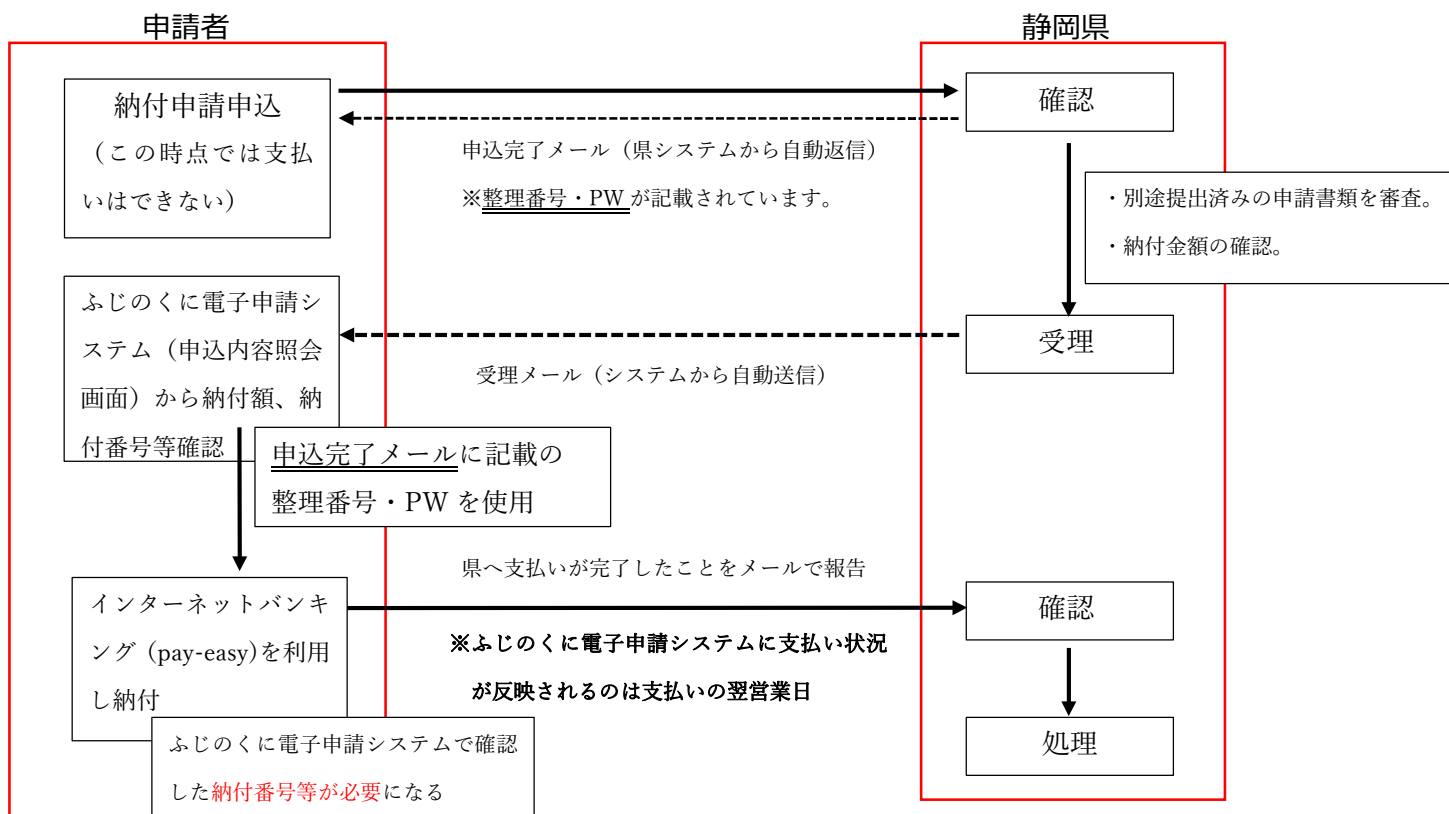 申請者
静岡県
納付申請申込
（この時点では支払
いはできない）
確認
申込完了メール（県システムから自動返信）
※整理番号・PW が記載されています。
・別途提出済みの申請書類を審査。
・納付金額の確認。
ふじのくに電子申請シ
ステム（申込内容照会
画面）から納付額、納
付番号等確認
受理
受理メール（システムから自動送信）
申込完了メールに記載の
整理番号・PW を使用
県へ支払いが完了したことをメールで報告
インターネットバンキ
ング (pay-easy)を利用
し納付
確認
※ふじのくに電子申請システムに支払い状況
が反映されるのは支払いの翌営業日
処理
ふじのくに電子申請システムで確認
した納付番号等が必要になる